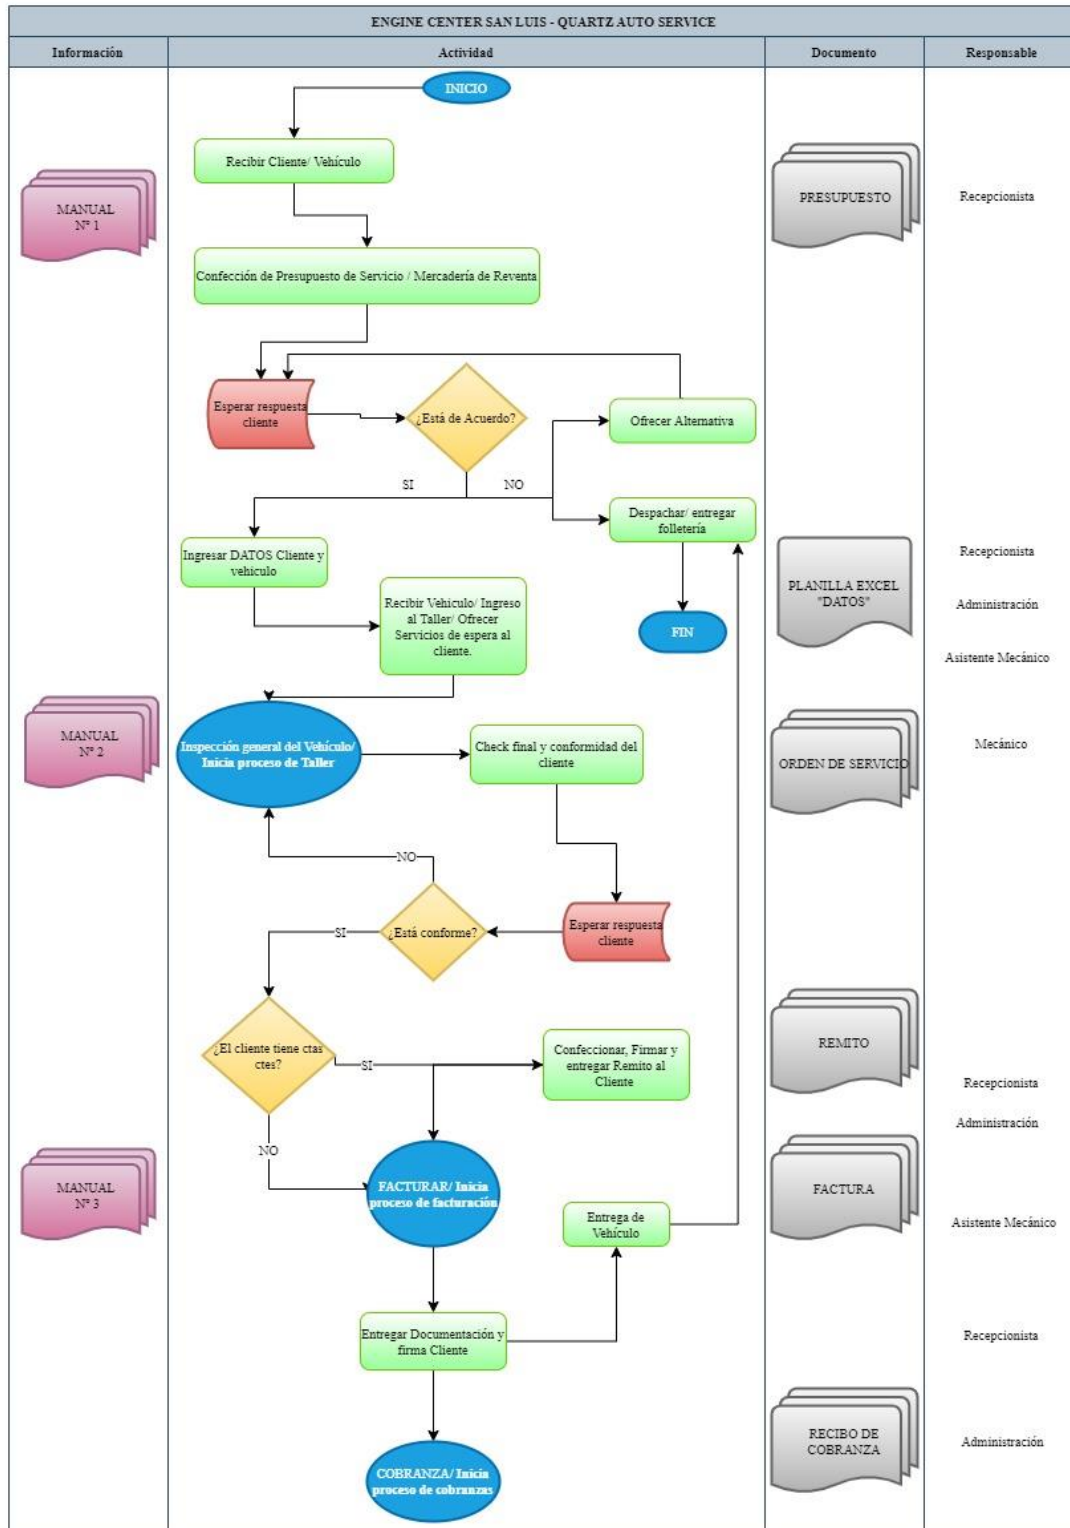 ENGINE CENTER SAN LUIS - QUARTZ AUTO SERVICE
Información
Actividad
Documento
Responsable
INICIO
Recibir Cliente/ Vehículo
MANUAL
Nº 1
PRESUPUESTO
Recepcionista
Confección de Presupuesto de Servicio / Mercadería de Reventa
Esperar respuesta
cliente
¿Está de Acuerdo?
Ofrecer Alternativa
SI
NO
Despachar/ entregar
folletería
Ingresar DATOS Cliente y
vehiculo
Recepcionista
PLANILLA EXCEL
"DATOS"
Administración
Recibir Vehiculo/ Ingreso
al Taller/ Ofrecer
Servicios de espera al
cliente.
FIN
Asistente Mecánico
MANUAL
Nº 2
Inspección general del Vehículo/
Inicia proceso de Taller
Check final y conformidad del
cliente
Mecánico
ORDEN DE SERVICIO
NO
¿Está conforme?
SI
Esperar respuesta
cliente
¿El cliente tiene ctas
ctes?
SI
Confeccionar, Firmar y
entregar Remito al
Cliente
REMITO
Recepcionista
Administración
NO
MANUAL
Nº 3
FACTURAR/ Inicia
proceso de facturación
FACTURA
Entrega de
Vehículo
Asistente Mecánico
Entregar Documentación y
firma Cliente
Recepcionista
RECIBO DE
COBRANZA
Administración
COBRANZA/ Inicia
proceso de cobranzas